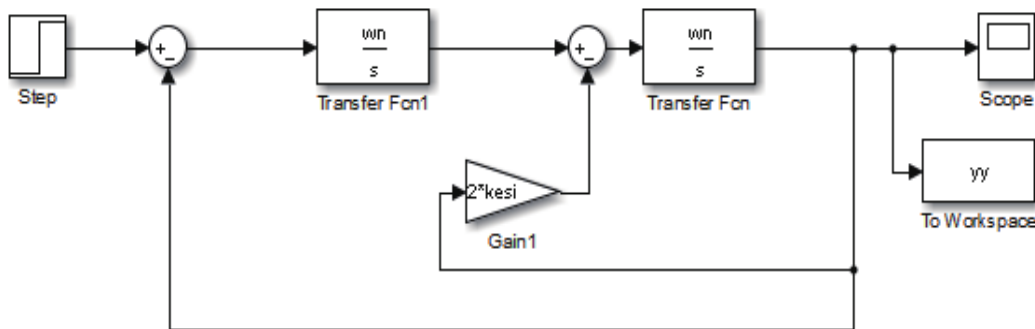 Step
+
−
wn
s
Transfer Fcn1
+
−
wn
s
Transfer Fcn
Scope
yy
To Workspace
2*kesi
Gain1